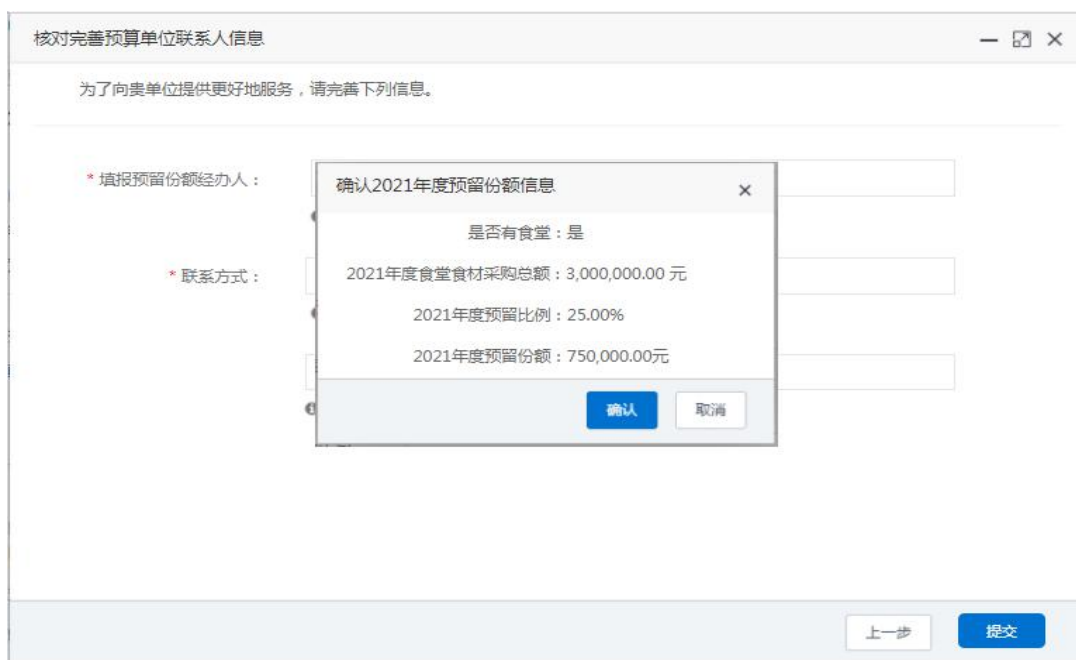 核对完善预算单位联系人信息
为了向贵单位提供更好地服务，请完善下列信息。
* 填报预留份额经办人：
确认2021年度预留份额信息
是否有食堂：是
* 联系方式：
2021年度食堂食材采购总额：3,000,000.00 元
2021年度预留比例：25.00%
2021年度预留份额：750,000.00元
确认
取消
上一步
提交